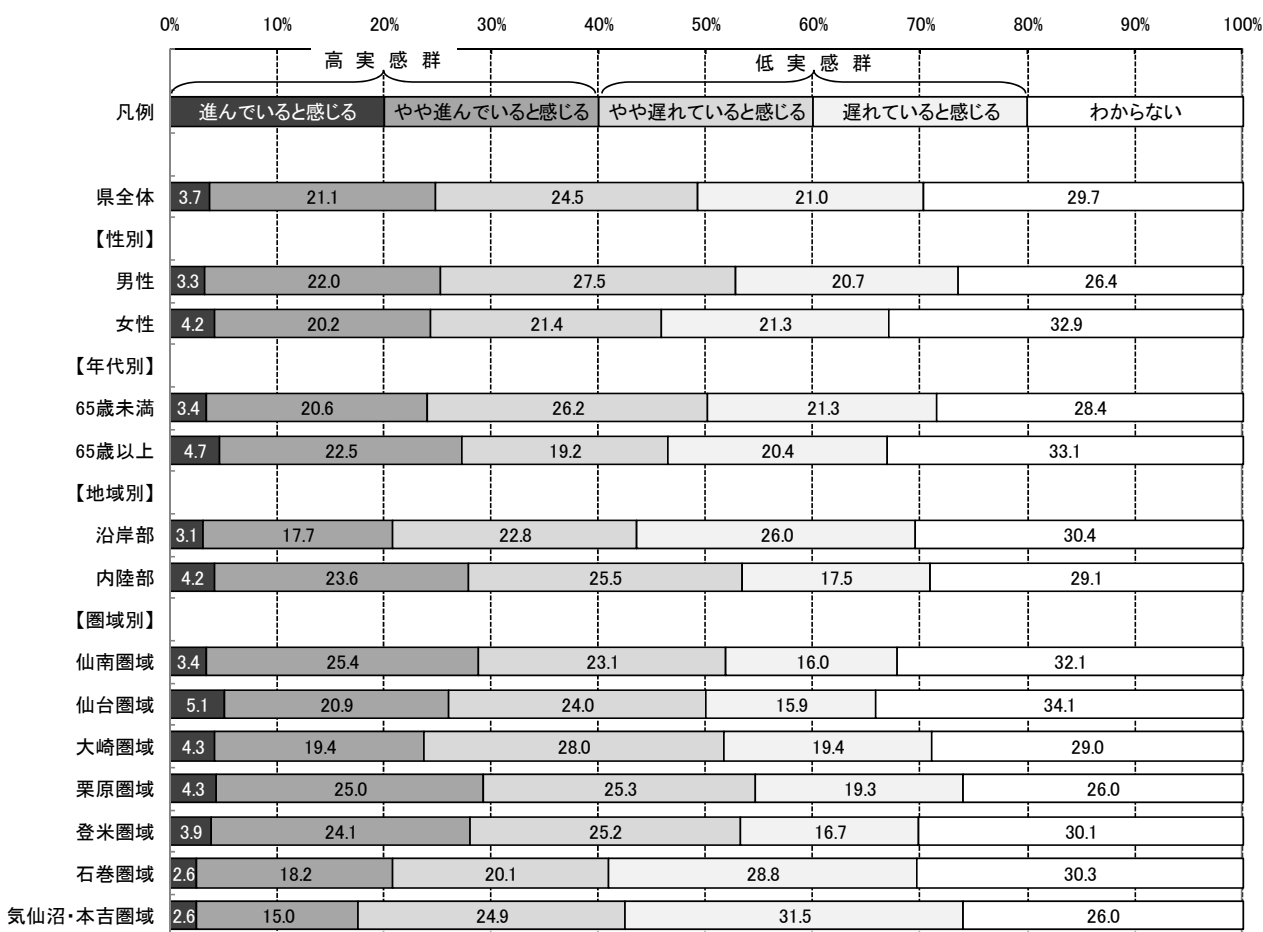 0% 10% 20% 30% 40% 50% 60% 70% 80% 90% 100%
高実感群 低実感群
凡例 進んでいると感じる やや進んでいると感じる やや遅れていると感じる 遅れていると感じる わからない
県全体 3.7 21.1 24.5 21.0 29.7
【性別】
男性 3.3 22.0 27.5 20.7 26.4
女性 4.2 20.2 21.4 21.3 32.9
【年代別】
65歳未満 3.4 20.6 26.2 21.3 28.4
65歳以上 4.7 22.5 19.2 20.4 33.1
【地域別】
沿岸部 3.1 17.7 22.8 26.0 30.4
内陸部 4.2 23.6 25.5 17.5 29.1
【圏域別】
仙南圏域 3.4 25.4 23.1 16.0 32.1
仙台圏域 5.1 20.9 24.0 15.9 34.1
大崎圏域 4.3 19.4 28.0 19.4 29.0
栗原圏域 4.3 25.0 25.3 19.3 26.0
登米圏域 3.9 24.1 25.2 16.7 30.1
石巻圏域 2.6 18.2 20.1 28.8 30.3
気仙沼・本吉圏域 2.6 15.0 24.9 31.5 26.0